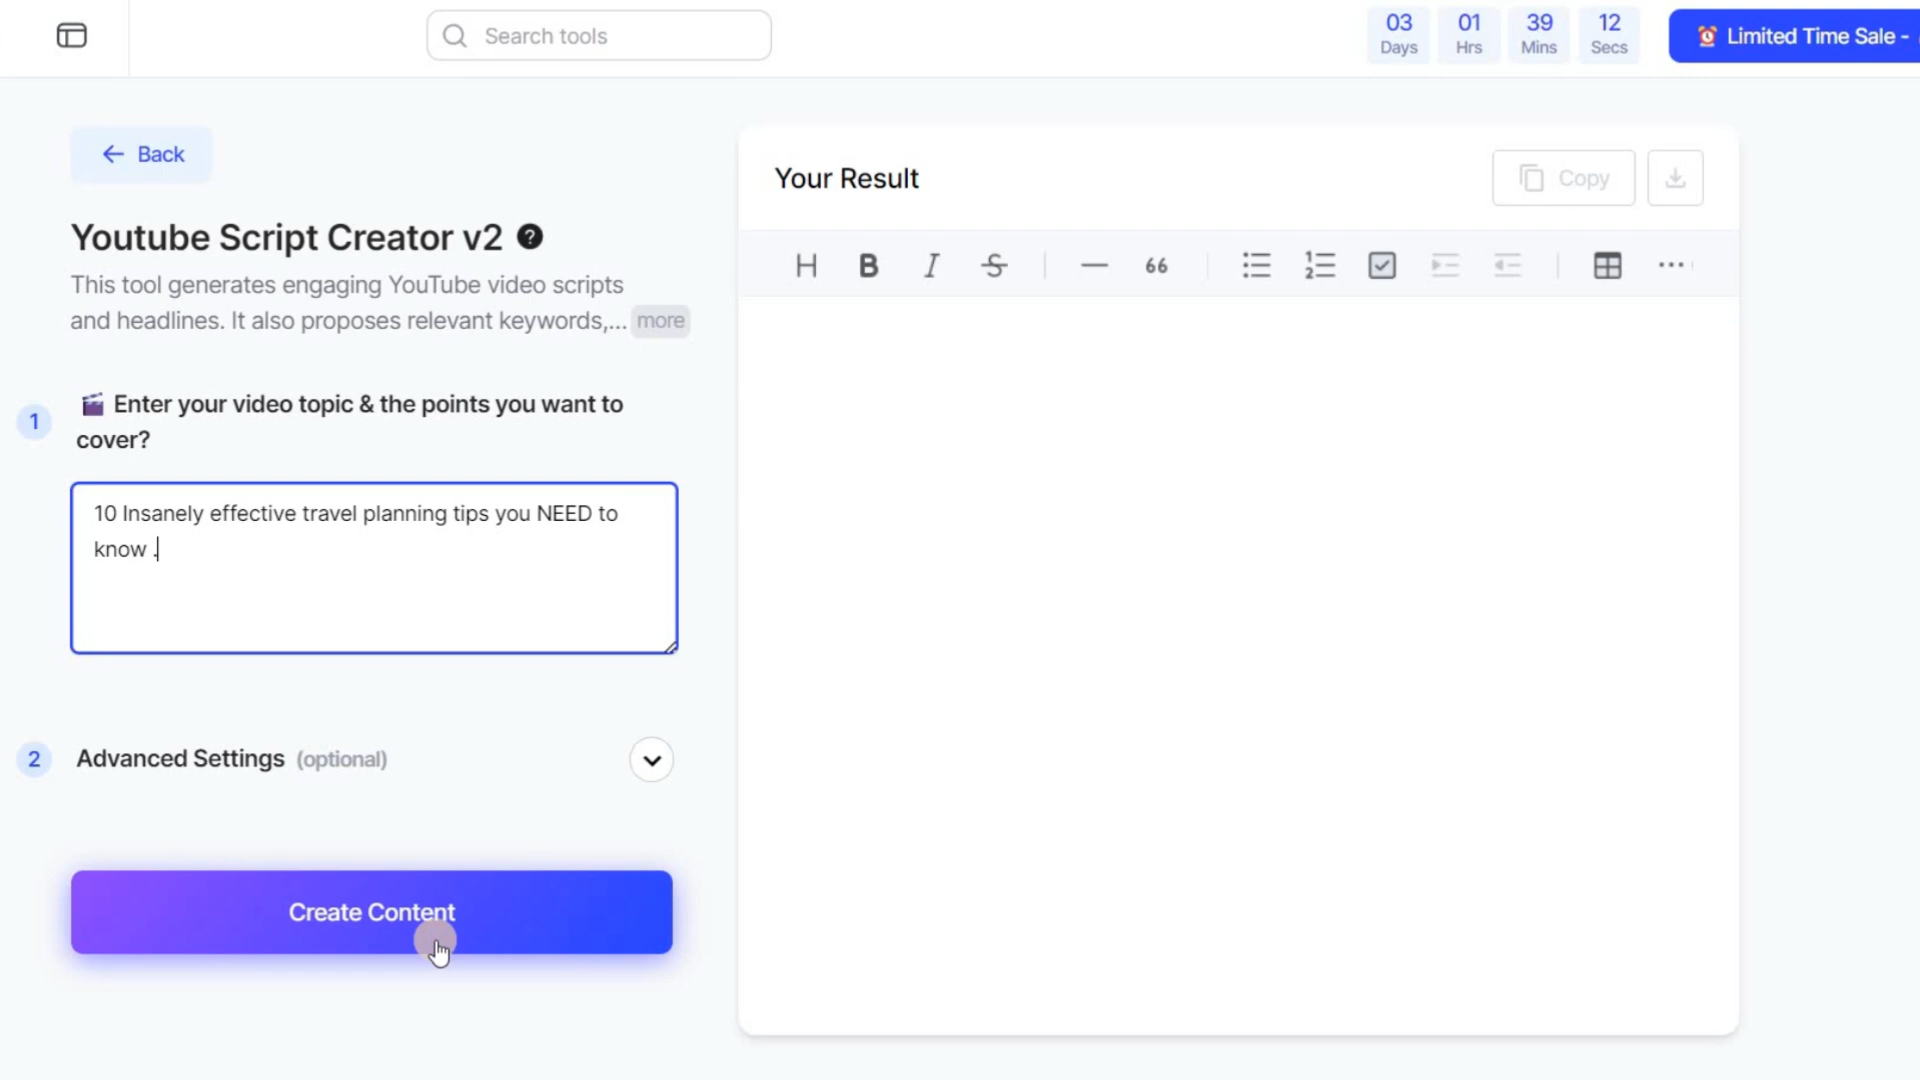 Search tools
03 01 39 12
Days Hrs Mins Secs
Limited Time Sale -
Back
Youtube Script Creator v2
This tool generates engaging YouTube video scripts
and headlines. It also proposes relevant keywords,... more
1
Enter your video topic & the points you want to
cover?
10 Insanely effective travel planning tips you NEED to
know .
2 Advanced Settings (optional)
Create Content
Your Result
Copy